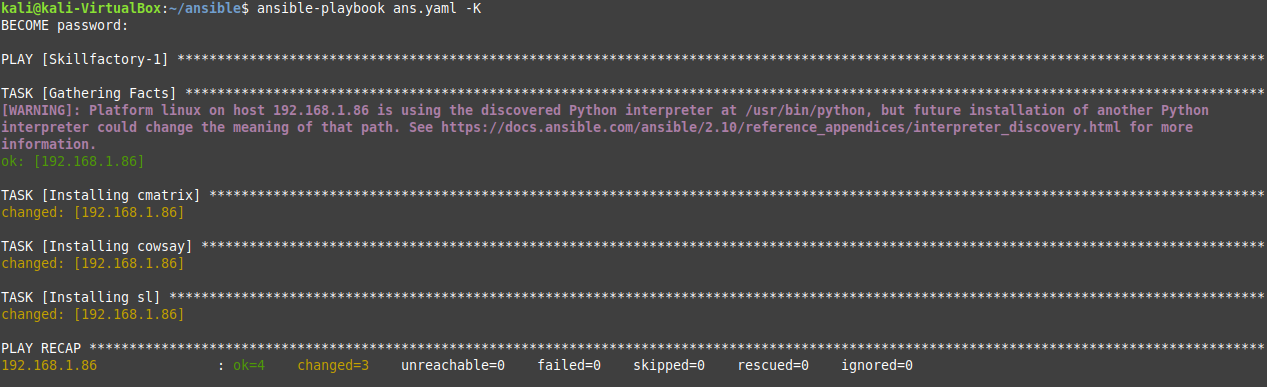 kali@kali-VirtualBox:~/ansible$ ansible-playbook ans.yaml -K
BECOME password:
PLAY [Skillfactory-1] ****************************************************************************************************************************************
TASK [Gathering Facts] ***************************************************************************************************************************************
[WARNING]: Platform linux on host 192.168.1.86 is using the discovered Python interpreter at /usr/bin/python, but future installation of another Python
interpreter could change the meaning of that path. See https://docs.ansible.com/ansible/2.10/reference_appendices/interpreter_discovery.html for more
information.
ok: [192.168.1.86]
TASK [Installing cmatrix] ************************************************************************************************************************************
changed: [192.168.1.86]
TASK [Installing cowsay] *************************************************************************************************************************************
changed: [192.168.1.86]
TASK [Installing sl] *****************************************************************************************************************************************
changed: [192.168.1.86]
PLAY RECAP ***************************************************************************************************************************************************
192.168.1.86               : ok=4    changed=3    unreachable=0    failed=0    skipped=0    rescued=0    ignored=0